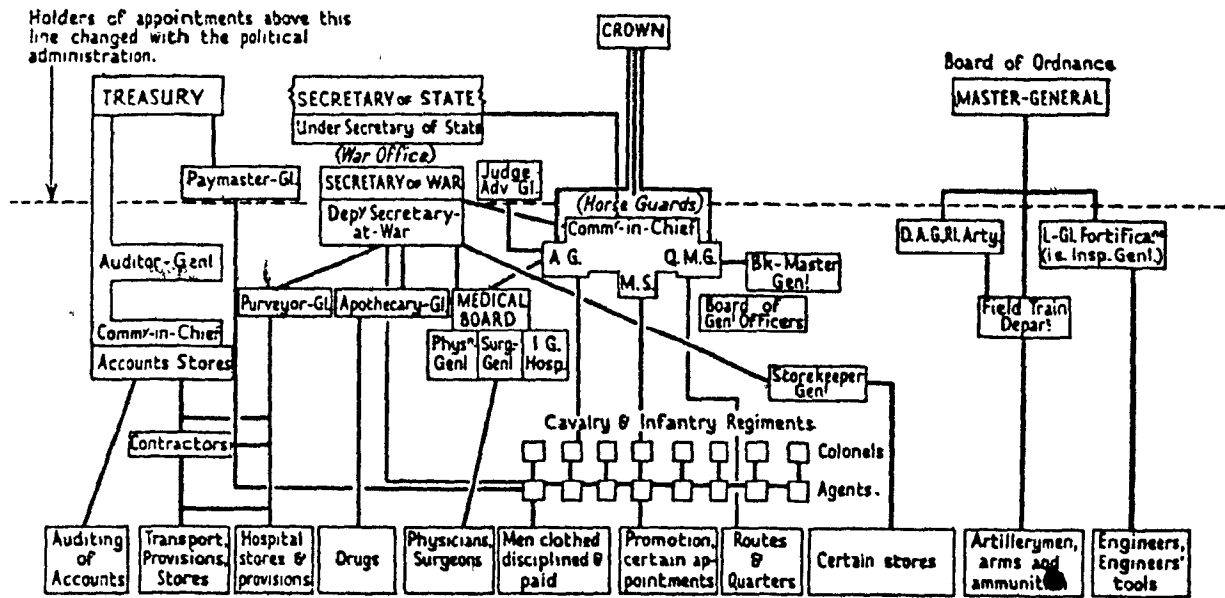 Holders of appointments above this
line changed with the political
administration.
CROWN
Board of Ordnance
TREASURY
SECRETARY OF STATE
Under Secretary of State
MASTER-GENERAL
(War Office)
Paymaster-Gl.
SECRETARY OF WAR
Depy Secretary-
at-War
Judge
Adv Gl.
(Horse Guards)
Commr-in-Chief
A G.
Q.M.G.
M.S.
Bk-Master
Genl
Board of
Genl Officers
D.A.G.Rl.Arty.
L-Gl. Fortificans
(i.e. Insp. Genl.)
Auditor-Genl
Purveyor-Gl.
Apothecary-Gl.
MEDICAL
BOARD
Physn
Genl
Surg-
Genl
I G.
Hosp.
Field Train
Depart
Commy-in-Chief
Accounts Stores
Storekeeper
Genl
Contractors
Cavalry & Infantry Regiments
Colonels
Agents.
Auditing
of
Accounts
Transport,
Provisions,
Stores
Hospital
stores &
provisions.
Drugs
Physicians,
Surgeons
Men clothed
disciplined &
paid
Promotion,
certain ap-
pointments
Routes
&
Quarters
Certain stores
Artillerymen,
arms and
ammunition
Engineers,
Engineers'
tools